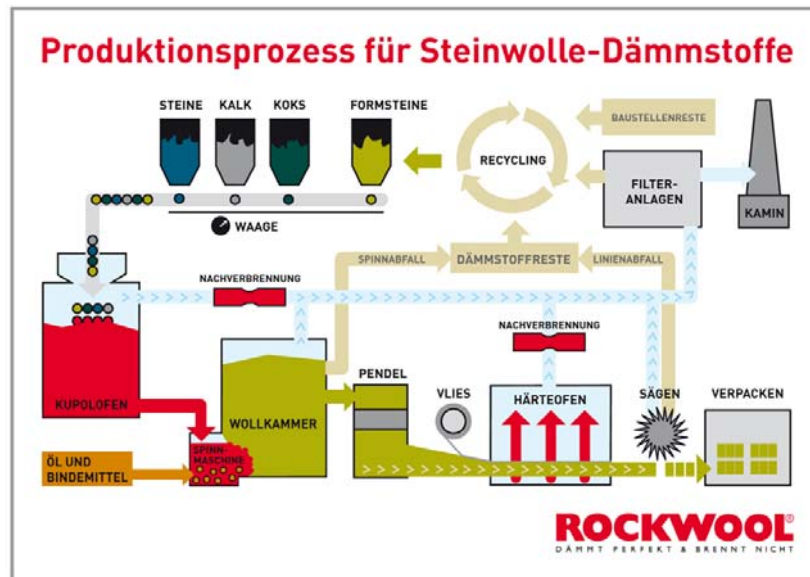 Produktionsprozess für Steinwolle-Dämmstoffe
STEINE
KALK
KOKS
FORMSTEINE
RECYCLING
BAUSTELLENRESTE
FILTER-
ANLAGEN
KAMIN
WAAGE
SPINNABFALL
DÄMMSTOFFRESTE
LINIENABFALL
NACHVERBRENNUNG
NACHVERBRENNUNG
KUPOLOFEN
WOLLKAMMER
PENDEL
VLIES
HÄRTEOFEN
SÄGEN
VERPACKEN
SPINN-
MASCHINE
ÖL UND
BINDEMITTEL
ROCKWOOL®
DÄMMT PERFEKT & BRENNT NICHT